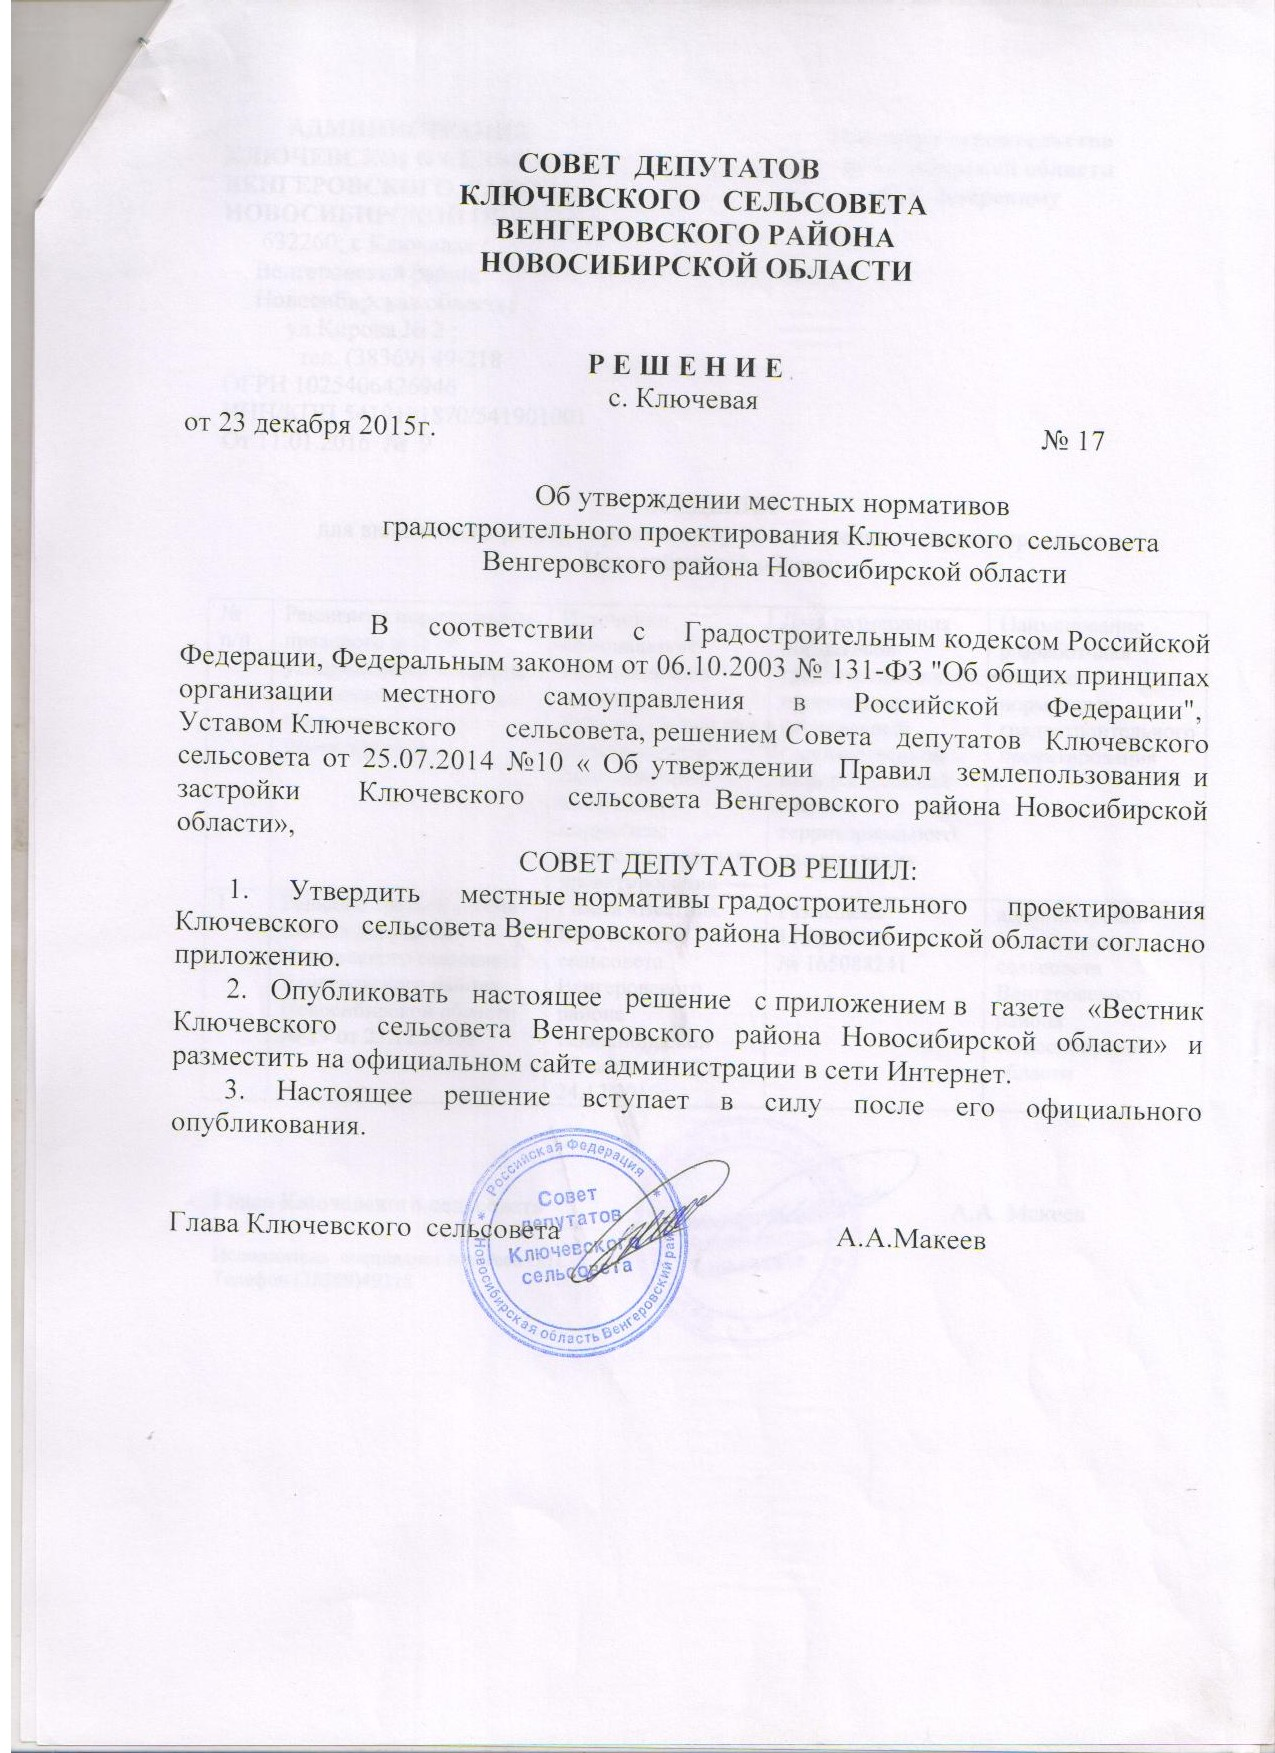 СОВЕТ ДЕПУТАТОВ
КЛЮЧЕВСКОГО СЕЛЬСОВЕТА
ВЕНГЕРОВСКОГО РАЙОНА
НОВОСИБИРСКОЙ ОБЛАСТИ
Р Е Ш Е Н И Е
с. Ключевая
от 23 декабря 2015г.
№ 17
Об утверждении местных нормативов
градостроительного проектирования Ключевского сельсовета
Венгеровского района Новосибирской области
В соответствии с Градостроительным кодексом Российской
Федерации, Федеральным законом от 06.10.2003 № 131-ФЗ "Об общих принципах
организации местного самоуправления в Российской Федерации",
Уставом Ключевского сельсовета, решением Совета депутатов Ключевского
сельсовета от 25.07.2014 №10 « Об утверждении Правил землепользования и
застройки Ключевского сельсовета Венгеровского района Новосибирской
области»,
СОВЕТ ДЕПУТАТОВ РЕШИЛ:
1. Утвердить местные нормативы градостроительного проектирования
Ключевского сельсовета Венгеровского района Новосибирской области согласно
приложению.
2. Опубликовать настоящее решение с приложением в газете «Вестник
Ключевского сельсовета Венгеровского района Новосибирской области» и
разместить на официальном сайте администрации в сети Интернет.
3. Настоящее решение вступает в силу после его официального
опубликования.
Глава Ключевского сельсовета
А.А.Макеев
* Российская Федерация *
Новосибирская область Венгеровский район
Совет
депутатов
Ключевского
сельсовета